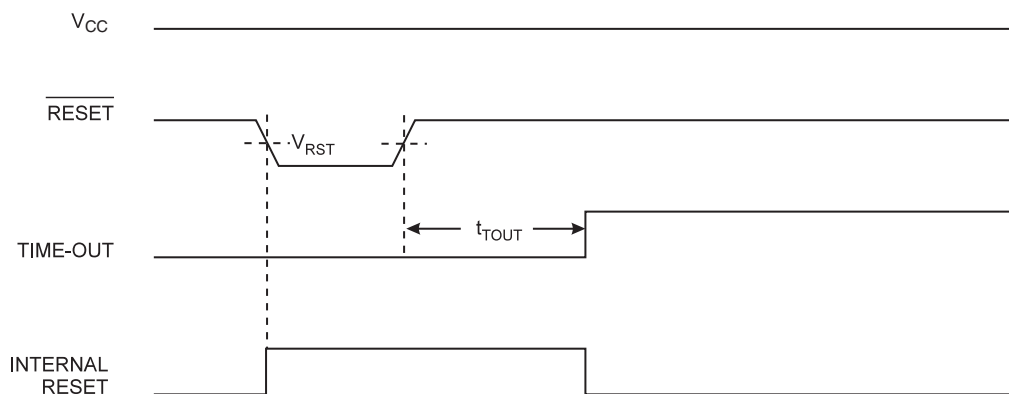 VCC
RESET
VRST
tTOUT
TIME-OUT
INTERNAL
RESET